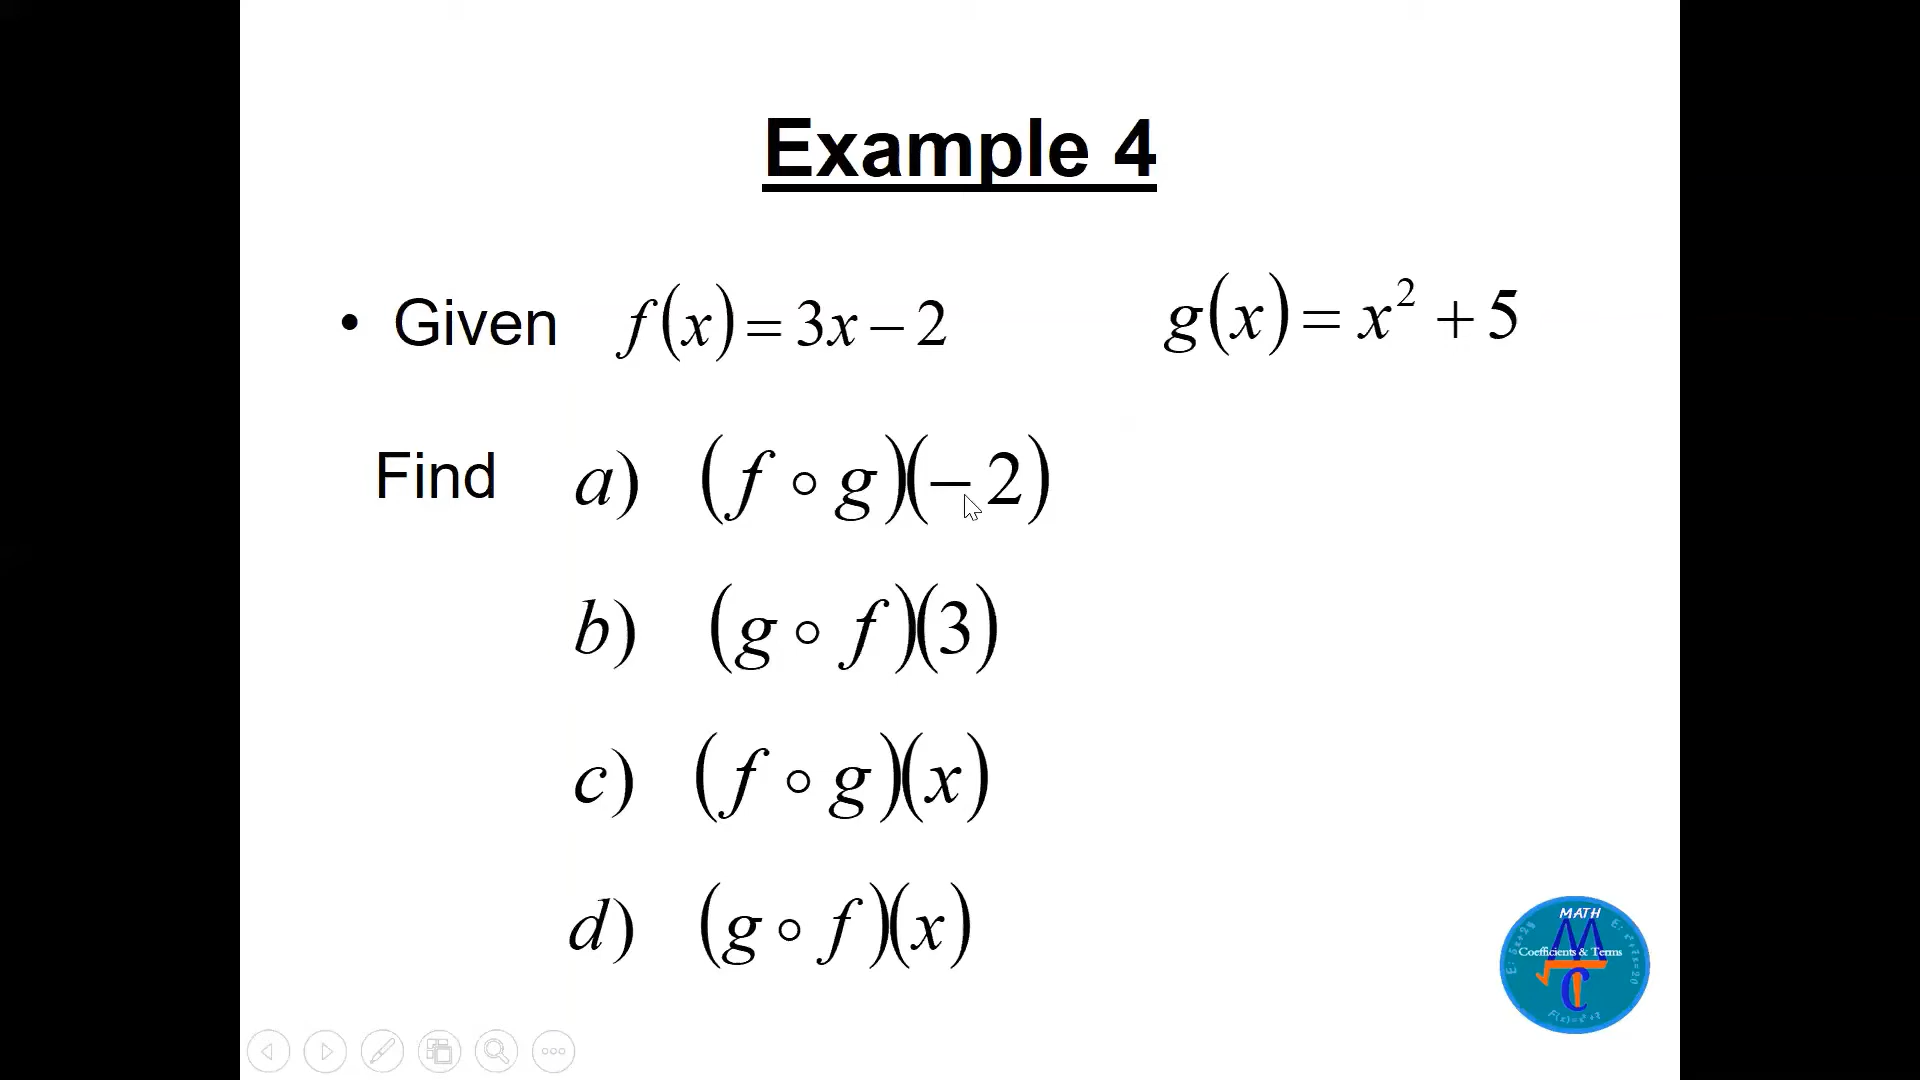 Example 4
• Given f(x) = 3x − 2 g(x) = x² + 5
Find a) (f ∘ g)(− 2)
b) (g ∘ f)(3)
c) (f ∘ g)(x)
d) (g ∘ f)(x)
MATH
Coefficients & Terms